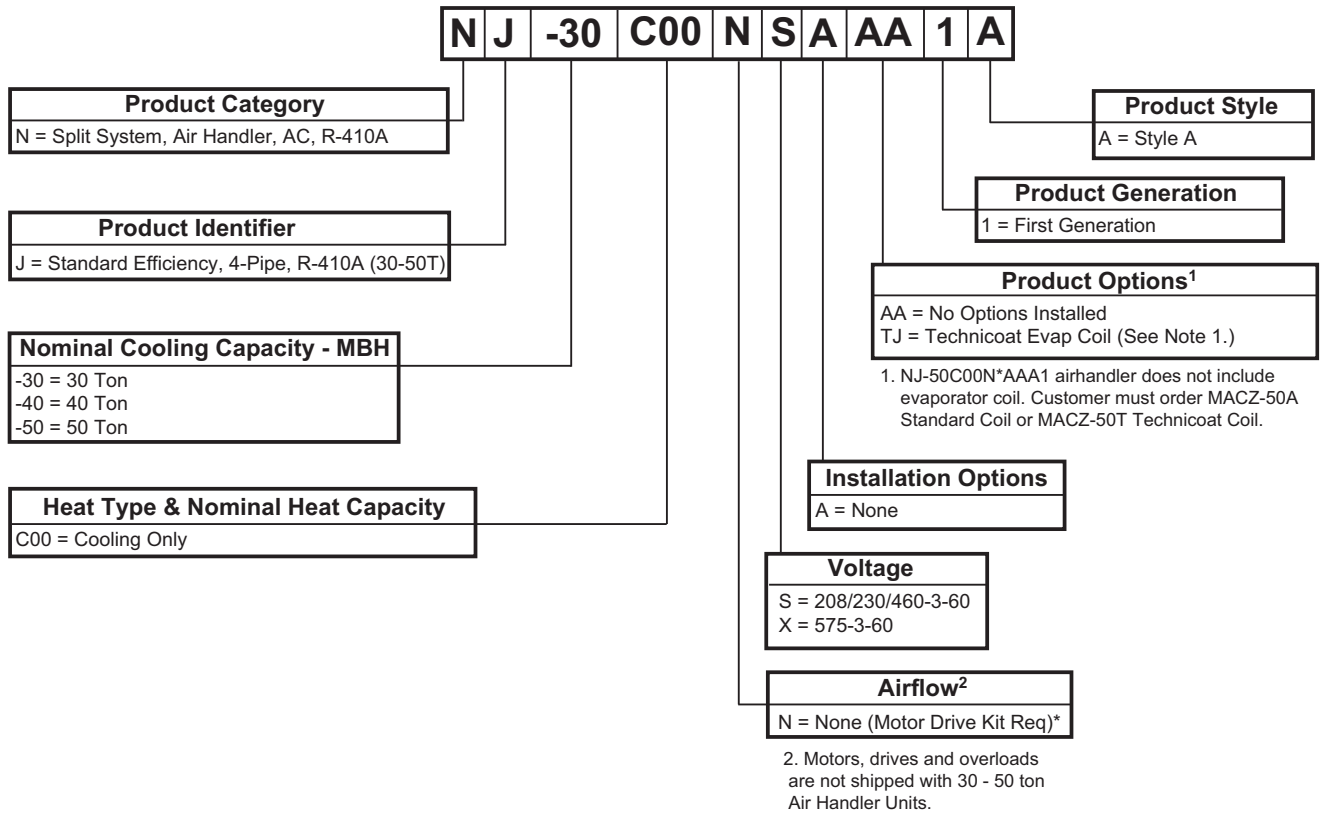 N J -30 C00 N S A AA 1 A
Product Category
N = Split System, Air Handler, AC, R-410A
Product Identifier
J = Standard Efficiency, 4-Pipe, R-410A (30-50T)
Nominal Cooling Capacity - MBH
-30 = 30 Ton
-40 = 40 Ton
-50 = 50 Ton
Heat Type & Nominal Heat Capacity
C00 = Cooling Only
Product Style
A = Style A
Product Generation
1 = First Generation
Product Options¹
AA = No Options Installed
TJ = Technicoat Evap Coil (See Note 1.)
1. NJ-50C00N*AAA1 airhandler does not include
evaporator coil. Customer must order MACZ-50A
Standard Coil or MACZ-50T Technicoat Coil.
Installation Options
A = None
Voltage
S = 208/230/460-3-60
X = 575-3-60
Airflow²
N = None (Motor Drive Kit Req)*
2. Motors, drives and overloads
are not shipped with 30 - 50 ton
Air Handler Units.